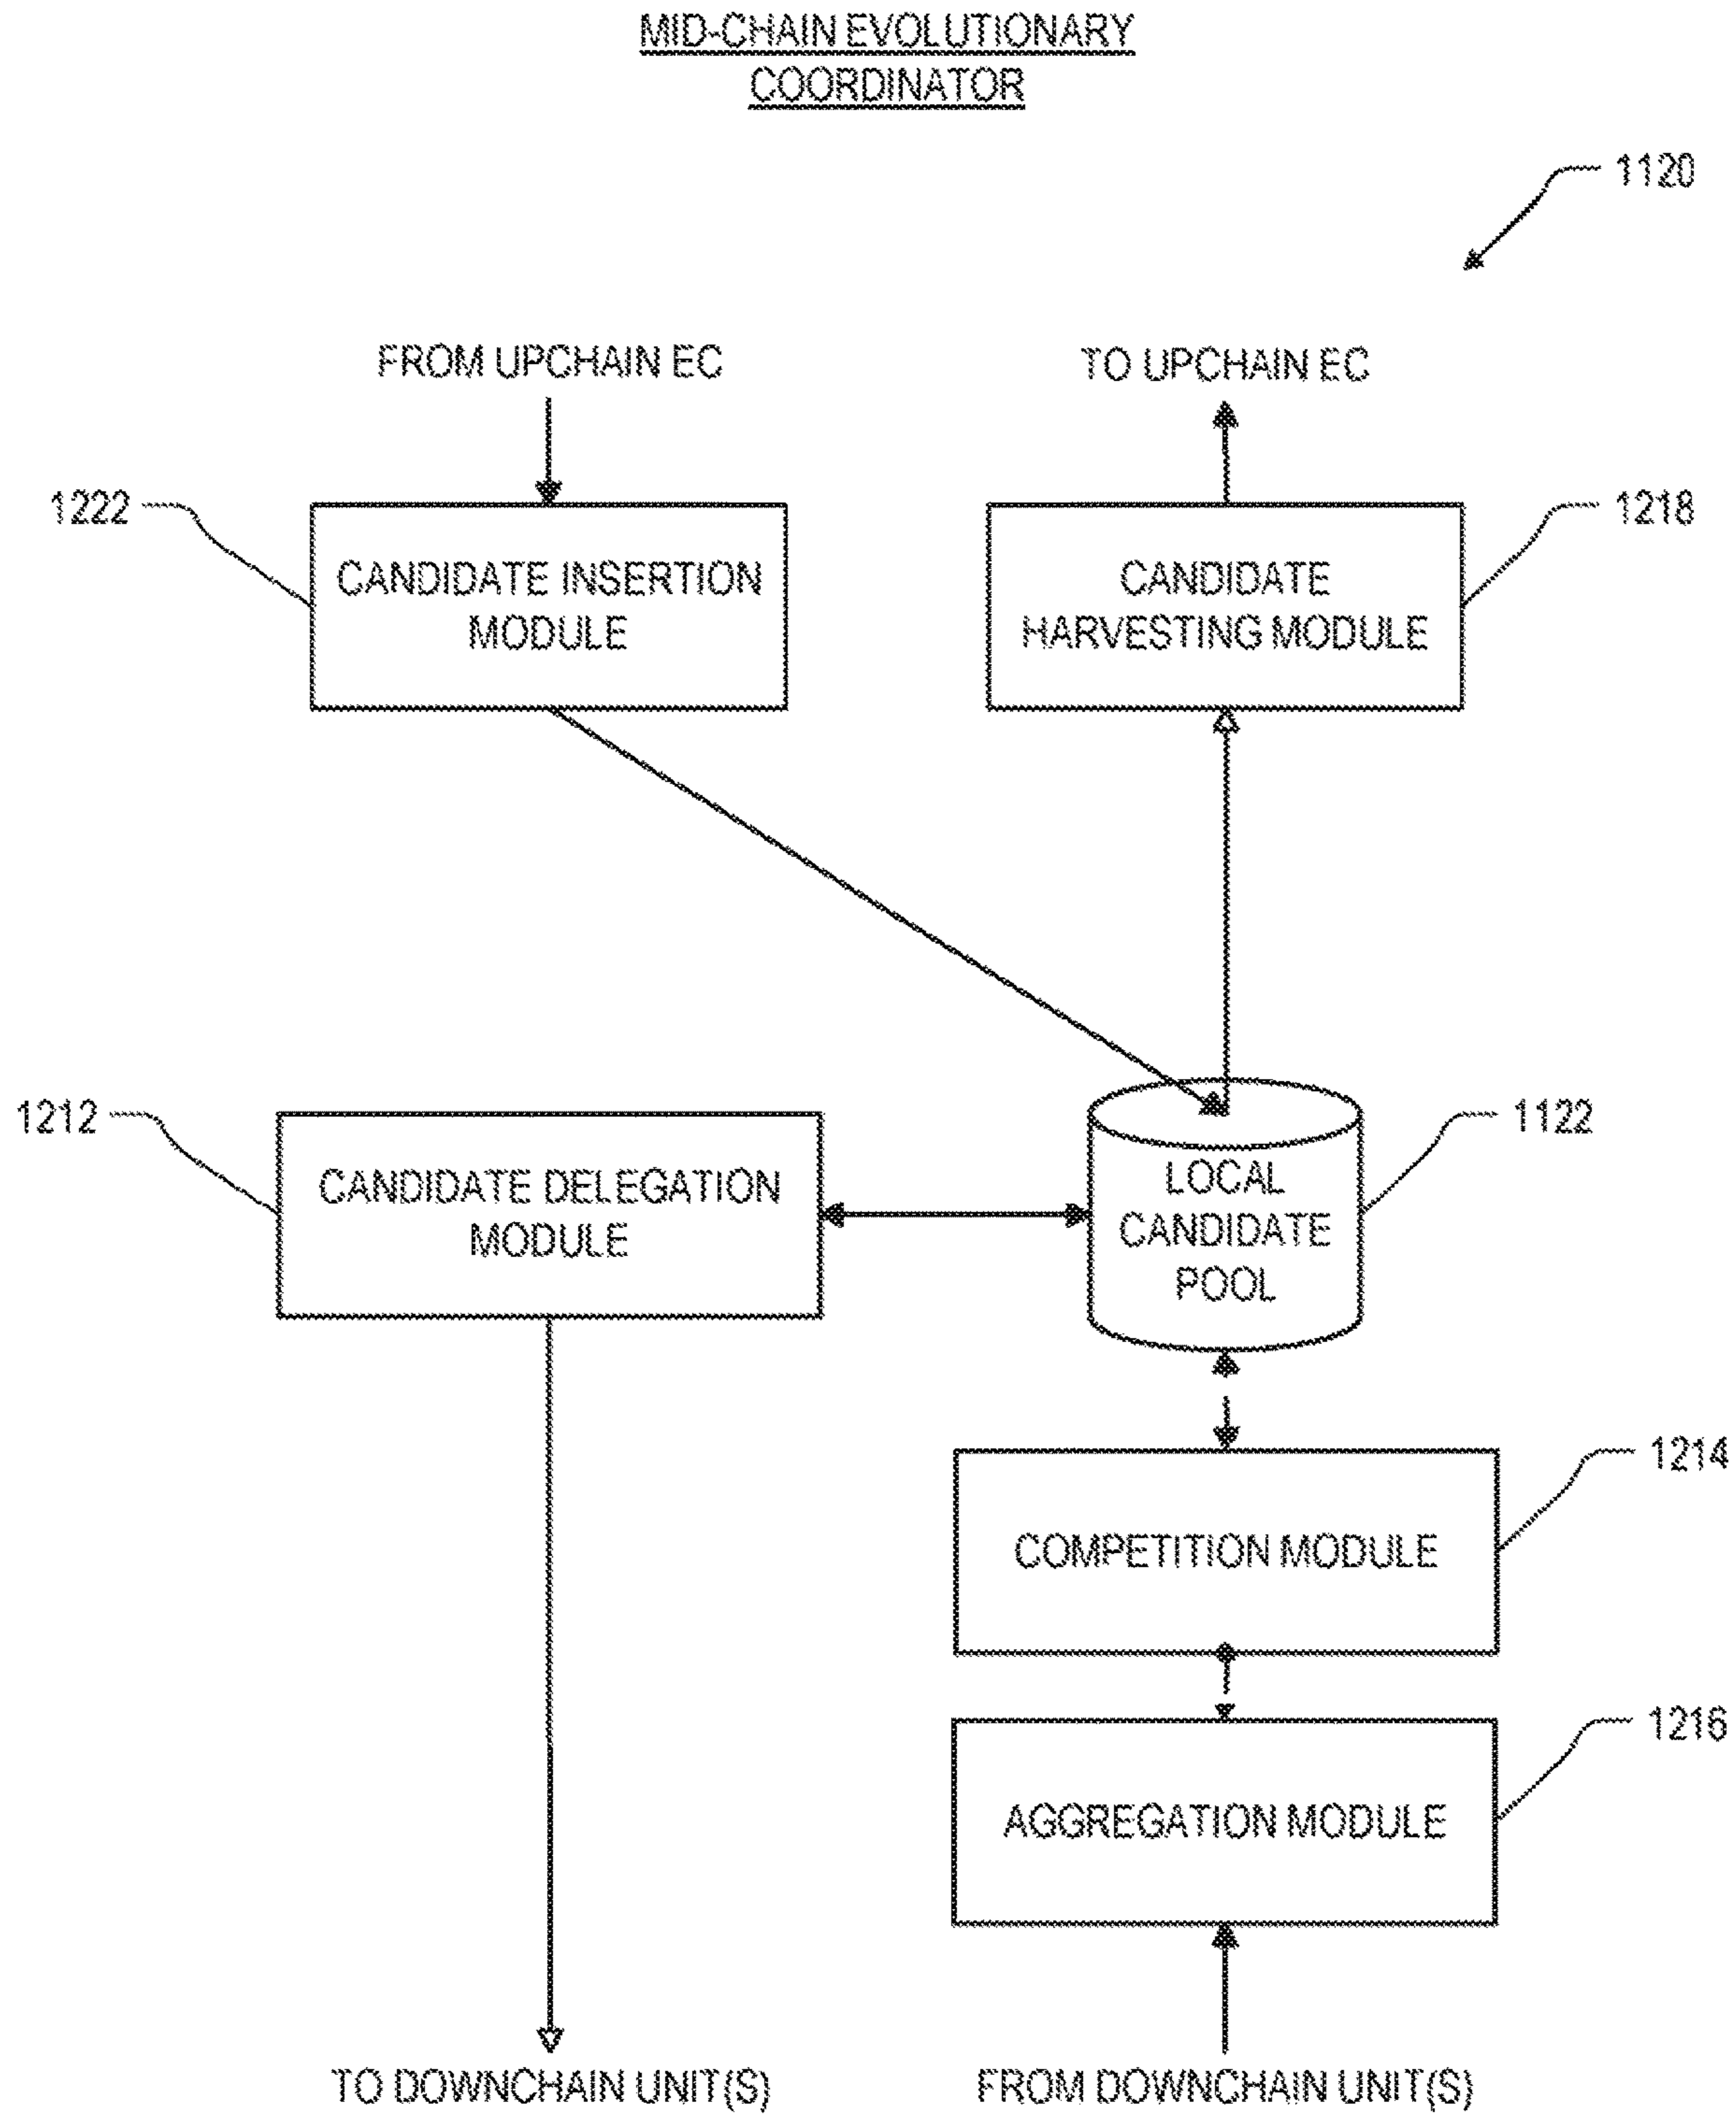 MID-CHAIN EVOLUTIONARY
COORDINATOR
1120
FROM UPCHAIN EC
TO UPCHAIN EC
1222
CANDIDATE INSERTION
MODULE
CANDIDATE
HARVESTING MODULE
1218
1212
CANDIDATE DELEGATION
MODULE
LOCAL
CANDIDATE
POOL
1122
COMPETITION MODULE
1214
AGGREGATION MODULE
1216
TO DOWNCHAIN UNIT(S)
FROM DOWNCHAIN UNIT(S)